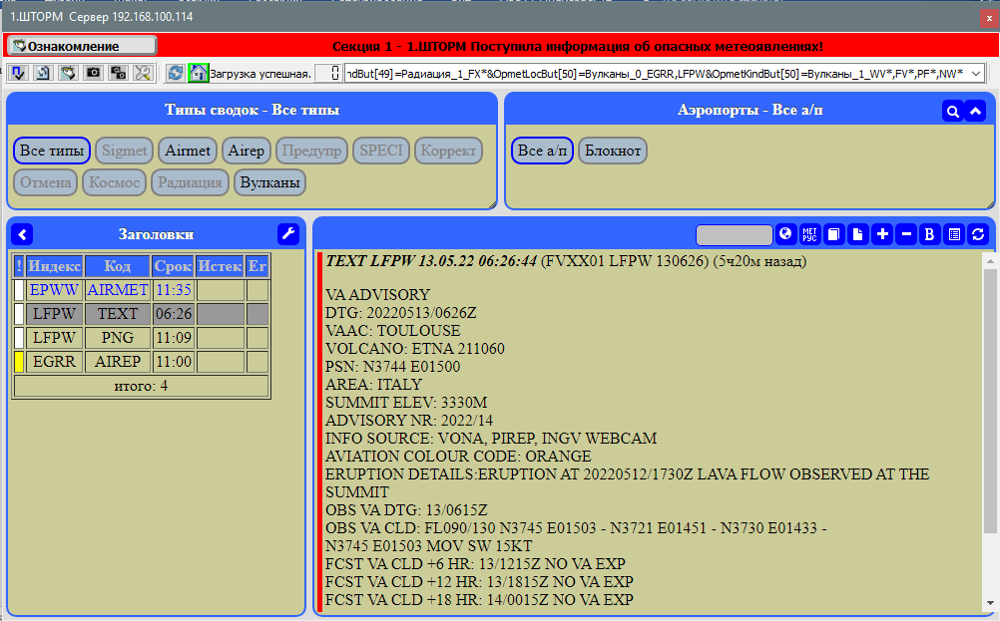 1.ШТОРМ Сервер 192.168.100.114
Ознакомление
Секция 1 - 1.ШТОРМ Поступила информация об опасных метеоявлениях!
Загрузка успешная.
0
ndBut[49]=Радиация_1_FX*&OpmetLocBut[50]=Вулканы_0_EGRR,LFPW&OpmetKindBut[50]=Вулканы_1_WV*,FV*,PF*,NW*
Типы сводок - Все типы
Все типы Sigmet Airmet Airep Предупр SPECI Коррект
Отмена Космос Радиация Вулканы
Аэропорты - Все а/п
Все а/п Блокнот
Заголовки
! Индекс Код Срок Истек Er
EPWW AIRMET 11:35
LFPW TEXT 06:26
LFPW PNG 11:09
EGRR AIREP 11:00
итого: 4
МЕТ
РУС
B
TEXT LFPW 13.05.22 06:26:44 (FVXX01 LFPW 130626) (5ч20м назад)
VA ADVISORY
DTG: 20220513/0626Z
VAAC: TOULOUSE
VOLCANO: ETNA 211060
PSN: N3744 E01500
AREA: ITALY
SUMMIT ELEV: 3330M
ADVISORY NR: 2022/14
INFO SOURCE: VONA, PIREP, INGV WEBCAM
AVIATION COLOUR CODE: ORANGE
ERUPTION DETAILS:ERUPTION AT 20220512/1730Z LAVA FLOW OBSERVED AT THE
SUMMIT
OBS VA DTG: 13/0615Z
OBS VA CLD: FL090/130 N3745 E01503 - N3721 E01451 - N3730 E01433 -
N3745 E01503 MOV SW 15KT
FCST VA CLD +6 HR: 13/1215Z NO VA EXP
FCST VA CLD +12 HR: 13/1815Z NO VA EXP
FCST VA CLD +18 HR: 14/0015Z NO VA EXP